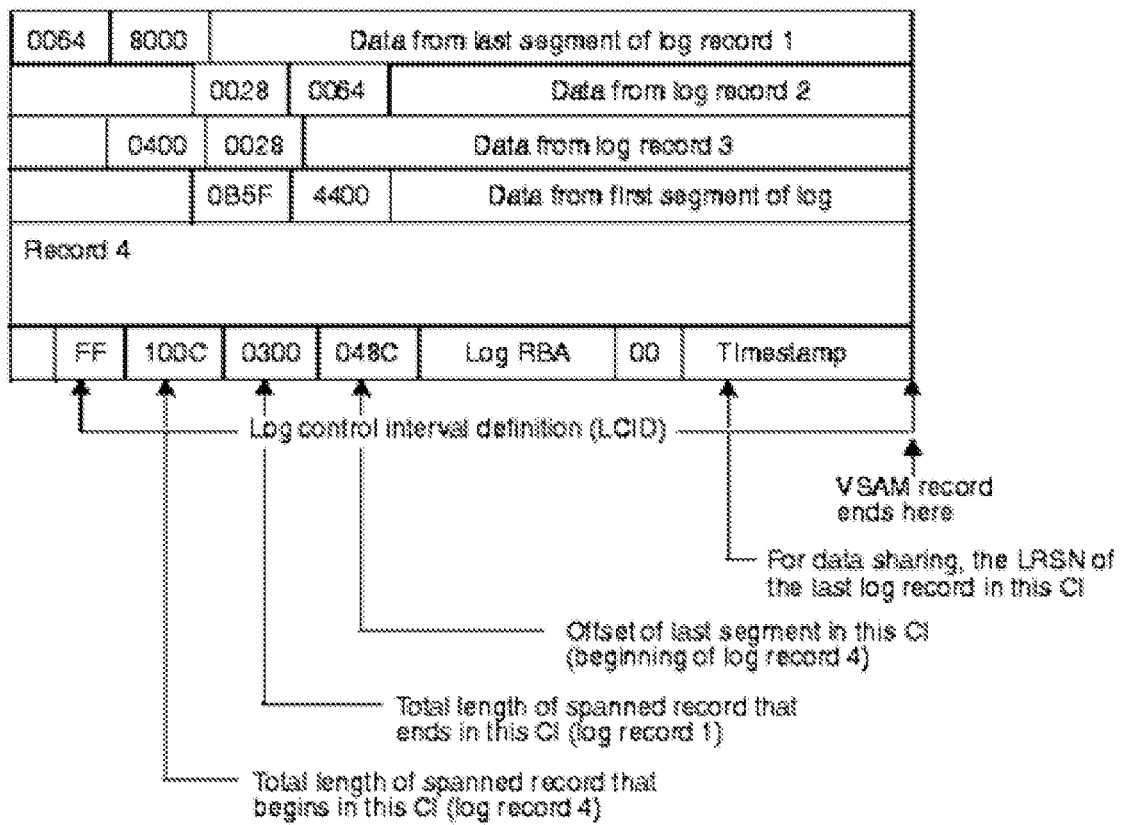 0064 8000 Data from last segment of log record 1
0028 0064 Data from log record 2
0400 0028 Data from log record 3
0B5F 4400 Data from first segment of log
Record 4
FF 100C 0300 048C Log RBA 00 Timestamp
Log control interval definition (LCID)
VSAM record
ends here
For data sharing, the LRSN of
the last log record in this CI
Offset of last segment in this CI
(beginning of log record 4)
Total length of spanned record that
ends in this CI (log record 1)
Total length of spanned record that
begins in this CI (log record 4)